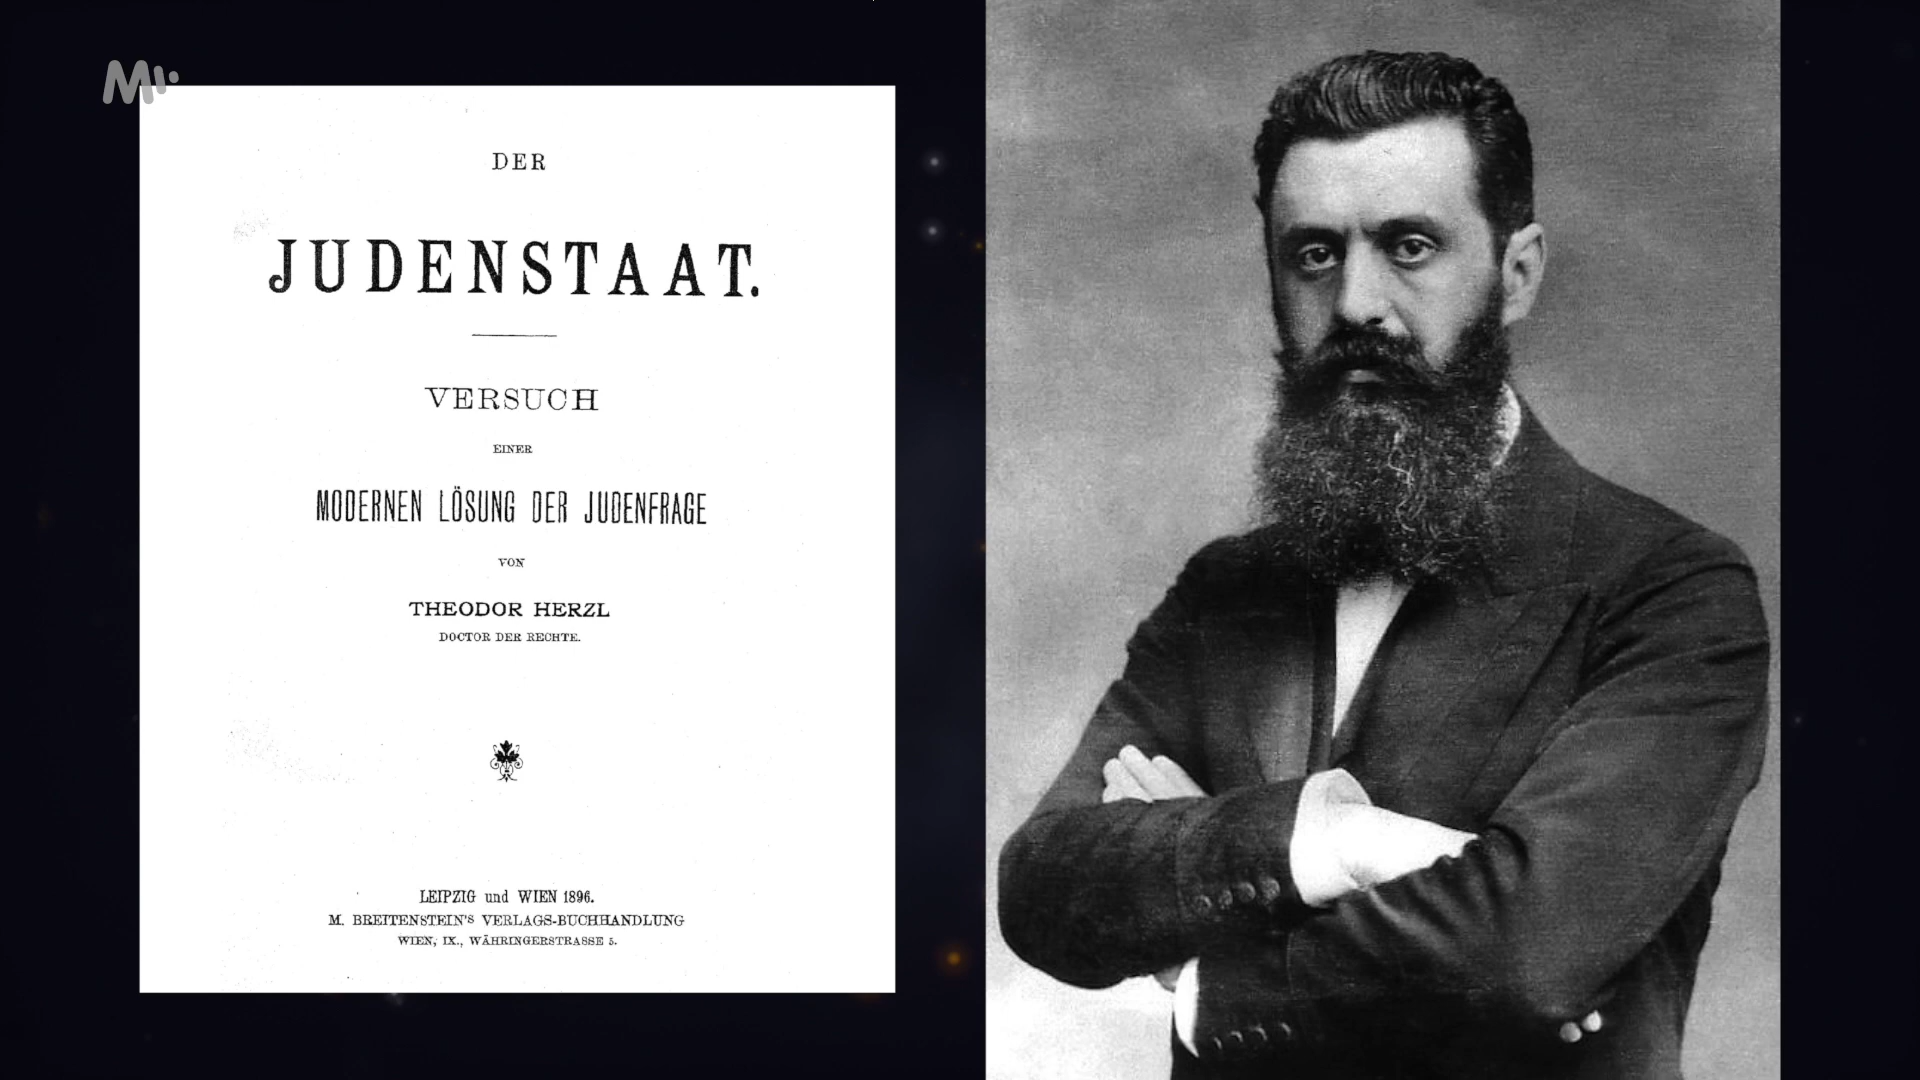 M
DER
JUDENSTAAT.
VERSUCH
EINER
MODERNEN LÖSUNG DER JUDENFRAGE
VON
THEODOR HERZL
DOCTOR DER RECHTE.
LEIPZIG und WIEN 1896.
M. BREITENSTEIN'S VERLAGS-BUCHHANDLUNG
WIEN, IX., WÄHRINGERSTRASSE 5.